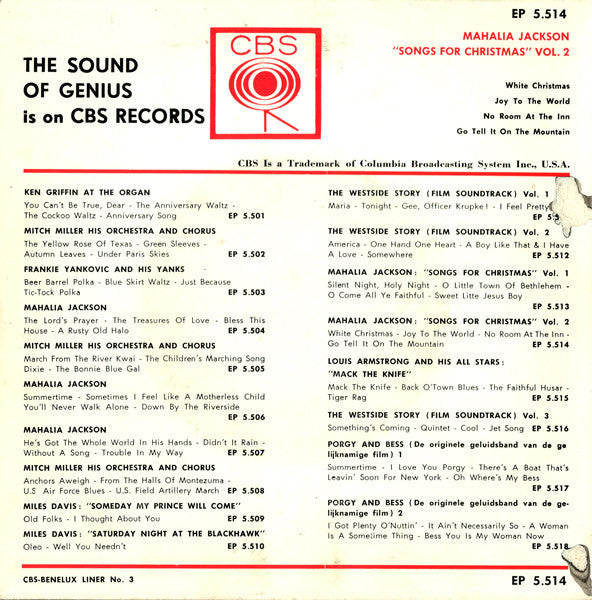 EP 5.514
MAHALIA JACKSON
"SONGS FOR CHRISTMAS" VOL. 2
CBS
THE SOUND
OF GENIUS
is on CBS RECORDS
White Christmas
Joy To The World
No Room At The Inn
Go Tell It On The Mountain
CBS Is a Trademark of Columbia Broadcasting System Inc., U.S.A.
KEN GRIFFIN AT THE ORGAN
You Can't Be True, Dear - The Anniversary Waltz -
The Cockoo Waltz - Anniversary Song EP 5.501
MITCH MILLER HIS ORCHESTRA AND CHORUS
The Yellow Rose Of Texas - Green Sleeves -
Autumn Leaves - Under Paris Skies EP 5.502
FRANKIE YANKOVIC AND HIS YANKS
Beer Barrel Polka - Blue Skirt Waltz - Just Because
Tic-Tock Polka EP 5.503
MAHALIA JACKSON
The Lord's Prayer - The Treasures Of Love - Bless This
House - A Rusty Old Halo EP 5.504
MITCH MILLER HIS ORCHESTRA AND CHORUS
March From The River Kwai - The Children's Marching Song
Dixie - The Bonnie Blue Gal EP 5.505
MAHALIA JACKSON
Summertime - Sometimes I Feel Like A Motherless Child
You'll Never Walk Alone - Down By The Riverside
EP 5.506
MAHALIA JACKSON
He's Got The Whole World In His Hands - Didn't It Rain -
Without A Song - Trouble In My Way EP 5.507
MITCH MILLER HIS ORCHESTRA AND CHORUS
Anchors Aweigh - From The Halls Of Montezuma -
U.S. Air Force Blues - U.S. Field Artillery March EP 5.508
MILES DAVIS: "SOMEDAY MY PRINCE WILL COME"
Old Folks - I Thought About You EP 5.509
MILES DAVIS: "SATURDAY NIGHT AT THE BLACKHAWK"
Oleo - Well You Needn't EP 5.510
THE WESTSIDE STORY (FILM SOUNDTRACK) Vol. 1
Maria - Tonight - Gee, Officer Krupke! - I Feel Pretty
THE WESTSIDE STORY (FILM SOUNDTRACK) Vol. 2
America - One Hand One Heart - A Boy Like That & I Have
A Love - Somewhere EP 5.512
MAHALIA JACKSON: "SONGS FOR CHRISTMAS" Vol. 1
Silent Night, Holy Night - O Little Town Of Bethlehem -
O Come All Ye Faithful - Sweet Litle Jesus Boy
EP 5.513
MAHALIA JACKSON: "SONGS FOR CHRISTMAS" Vol. 2
White Christmas - Joy To The World - No Room At The Inn -
Go Tell It On The Mountain EP 5.514
LOUIS ARMSTRONG AND HIS ALL STARS:
"MACK THE KNIFE"
Mack The Knife - Back O'Town Blues - The Faithful Husar -
Tiger Rag EP 5.515
THE WESTSIDE STORY (FILM SOUNDTRACK) Vol. 3
Something's Coming - Quintet - Cool - Jet Song EP 5.516
PORGY AND BESS (De originele geluidsband van de ge-
lijknamige film) 1
Summertime - I Love You Porgy - There's A Boat That's
Leavin' Soon For New York - Oh Where's My Bess
EP 5.517
PORGY AND BESS (De originele geluidsband van de ge-
lijknamige film) 2
I Got Plenty O'Nuttin' - It Ain't Necessarily So - A Woman
Is A Sometime Thing - Bess You Is My Woman Now
EP 5.518
CBS-BENELUX LINER No. 3
EP 5.514